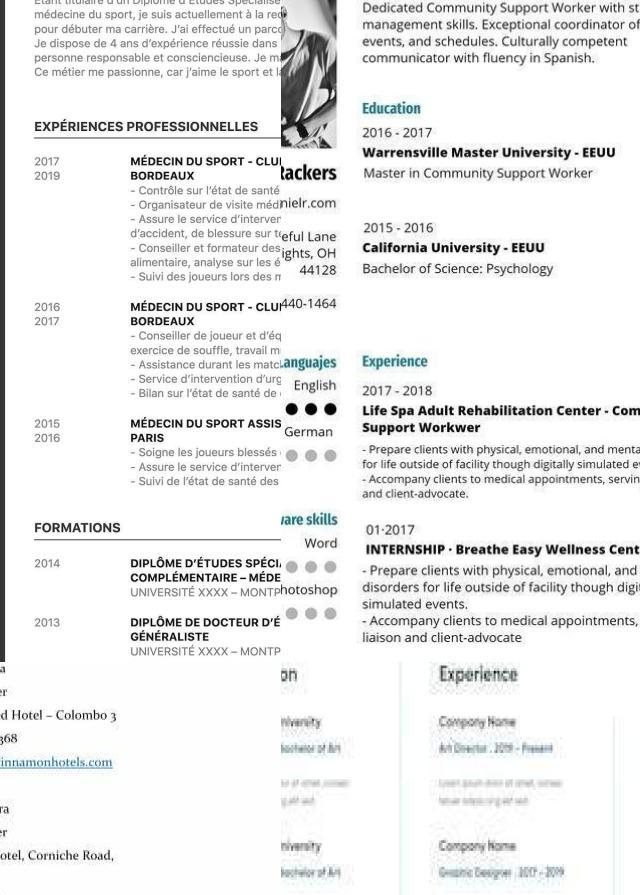 Étant titulaire d'un Diplôme d'Études Spécialisé
médecine du sport, je suis actuellement à la rec
pour débuter ma carrière. J'ai effectué un parco
Je dispose de 4 ans d'expérience réussie dans
personne responsable et consciencieuse. Je m
Ce métier me passionne, car j'aime le sport et l
EXPÉRIENCES PROFESSIONNELLES
2017
2019
MÉDECIN DU SPORT - CLU
BORDEAUX
- Contrôle sur l'état de santé
- Organisateur de visite médi
- Assure le service d'interven
d'accident, de blessure sur te
- Conseiller et formateur des
alimentaire, analyse sur les é
- Suivi des joueurs lors des m
2016
2017
MÉDECIN DU SPORT - CLU
BORDEAUX
- Conseiller de joueur et d'éq
exercice de souffle, travail m
- Assistance durant les matc
- Service d'intervention d'urg
- Bilan sur l'état de santé de
2015
2016
MÉDECIN DU SPORT ASSIS
PARIS
- Soigne les joueurs blessés
- Assure le service d'interven
- Suivi de l'état de santé des
FORMATIONS
2014
DIPLÔME D'ÉTUDES SPÉCI
COMPLÉMENTAIRE – MÉDE
UNIVERSITÉ XXXX – MONTP
2013
DIPLÔME DE DOCTEUR D'É
GÉNÉRALISTE
UNIVERSITÉ XXXX – MONTP
Rackers
nielr.com
eful Lane
ights, OH
44128
440-1464
anguajes
English
German
vare skills
Word
hotoshop
Dedicated Community Support Worker with st
management skills. Exceptional coordinator of
events, and schedules. Culturally competent
communicator with fluency in Spanish.
Education
2016 - 2017
Warrensville Master University - EEUU
Master in Community Support Worker
2015 - 2016
California University - EEUU
Bachelor of Science: Psychology
Experience
2017 - 2018
Life Spa Adult Rehabilitation Center - Com
Support Workwer
- Prepare clients with physical, emotional, and menta
for life outside of facility though digitally simulated e
- Accompany clients to medical appointments, servin
and client-advocate.
01·2017
INTERNSHIP · Breathe Easy Wellness Cent
- Prepare clients with physical, emotional, and
disorders for life outside of facility though digit
simulated events.
- Accompany clients to medical appointments,
liaison and client-advocate
a
er
d Hotel – Colombo 3
368
innamonhotels.com
ra
er
otel, Corniche Road,
on
niversity
achelor of Art
niversity
achelor of Art
Experience
Company Name
Art Director . 2019 - Present
Company Name
Graphic Designer . 2017 - 2019